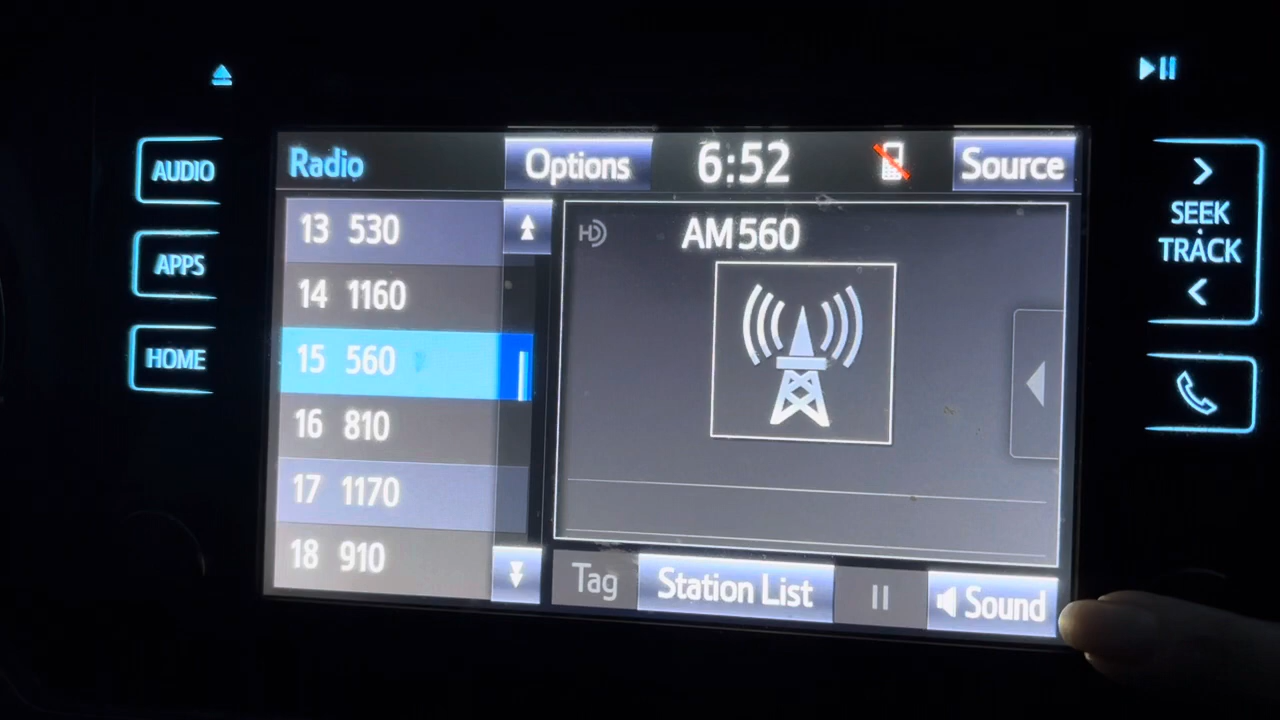 Radio Options 6:52 Source
AUDIO
APPS
HOME
13 530
14 1160
15 560
16 810
17 1170
18 910
HD
AM 560
Tag Station List Sound
SEEK
TRACK